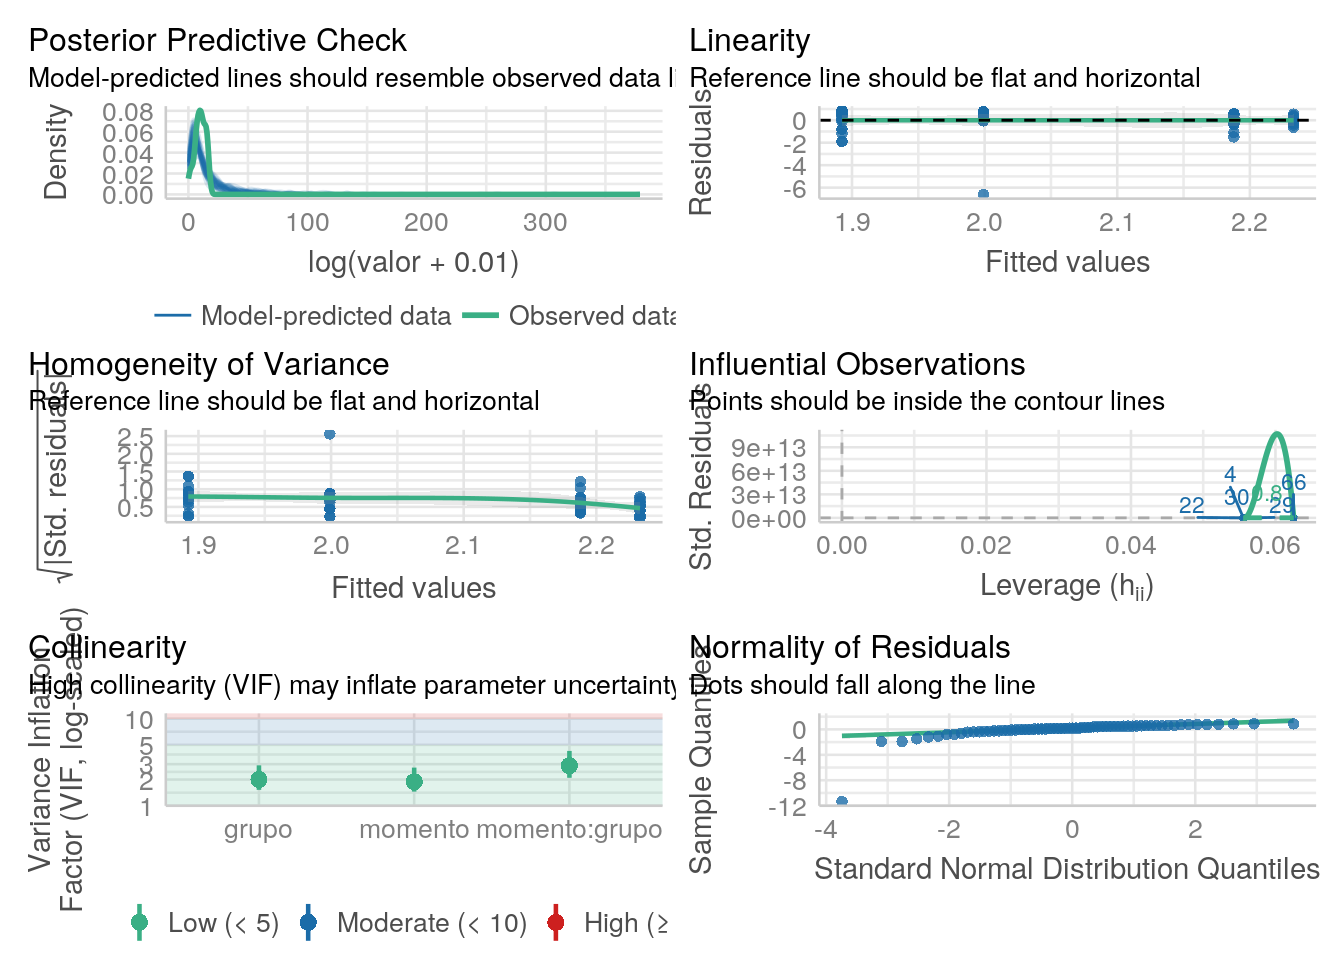 Posterior Predictive Check
Model-predicted lines should resemble observed data li
Density
0.08
0.06
0.04
0.02
0.00
0 100 200 300
log(valor + 0.01)
Model-predicted data Observed data
Linearity
Reference line should be flat and horizontal
Residuals
0
-2
-4
-6
1.9 2.0 2.1 2.2
Fitted values
Homogeneity of Variance
Reference line should be flat and horizontal
√|Std. residuals|
2.5
2.0
1.5
1.0
0.5
1.9 2.0 2.1 2.2
Fitted values
Influential Observations
Points should be inside the contour lines
Std. Residuals
9e+13
6e+13
3e+13
0e+00
4
66
0.8
30
22
29
0.00 0.02 0.04 0.06
Leverage (hii)
Collinearity
High collinearity (VIF) may inflate parameter uncertainty
Variance Inflation
Factor (VIF, log-scaled)
10
5
3
2
1
grupo momento momento:grupo
Low (< 5) Moderate (< 10) High (≥
Normality of Residuals
Dots should fall along the line
Sample Quantiles
0
-4
-8
-12
-4 -2 0 2
Standard Normal Distribution Quantiles